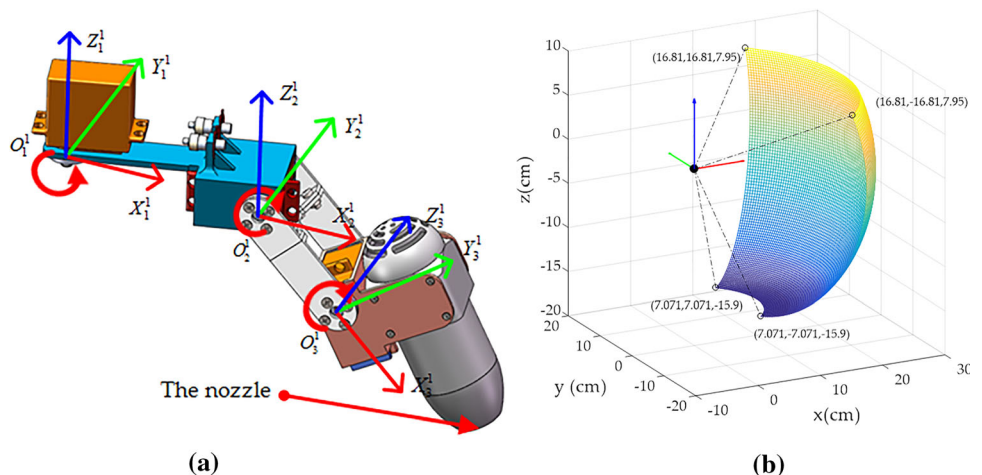 Z₁¹
Y₁¹
O₁¹
X₁¹
Z₂¹
Y₂¹
X₂¹
O₂¹
Z₃¹
Y₃¹
O₃¹
X₃¹
The nozzle
(a)
10
5
0
-5
-10
-15
-20
z(cm)
(16.81,16.81,7.95)
(16.81,-16.81,7.95)
(7.071,7.071,-15.9)
(7.071,-7.071,-15.9)
20
10
0
-10
-20
y (cm)
-10
0
10
20
30
x(cm)
(b)